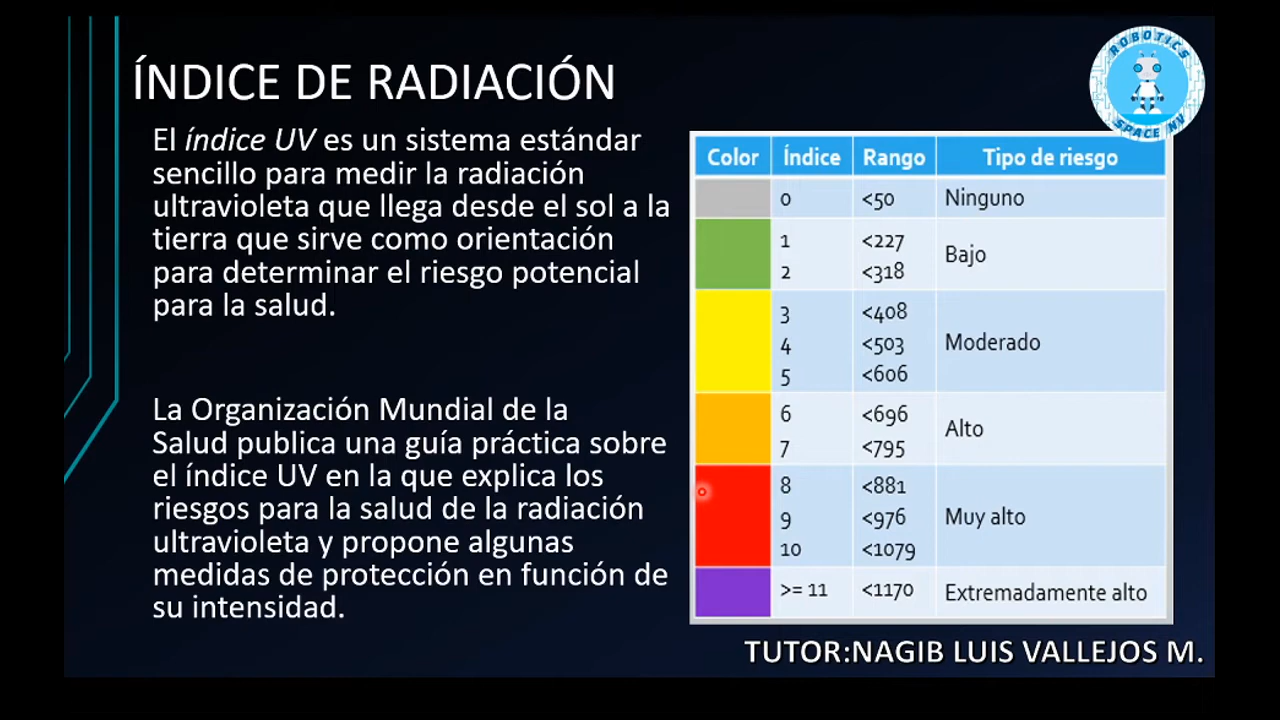 ÍNDICE DE RADIACIÓN
El índice UV es un sistema estándar
sencillo para medir la radiación
ultravioleta que llega desde el sol a la
tierra que sirve como orientación
para determinar el riesgo potencial
para la salud.
La Organización Mundial de la
Salud publica una guía práctica sobre
el índice UV en la que explica los
riesgos para la salud de la radiación
ultravioleta y propone algunas
medidas de protección en función de
su intensidad.
ROBOTICS
SPACE NV
Color Índice Rango Tipo de riesgo
0 <50 Ninguno
1 <227
2 <318
Bajo
3 <408
4 <503
5 <606
Moderado
6 <696
7 <795
Alto
8 <881
9 <976
10 <1079
Muy alto
>= 11 <1170 Extremadamente alto
TUTOR:NAGIB LUIS VALLEJOS M.